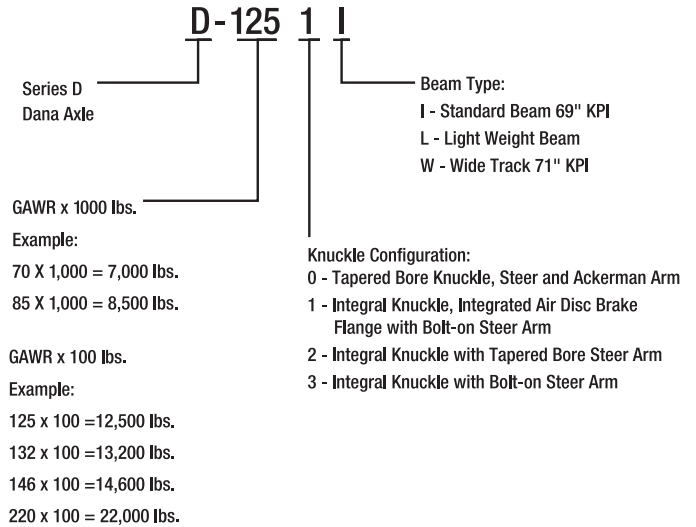 D-125 1 I
Series D
Dana Axle
Beam Type:
I - Standard Beam 69" KPI
L - Light Weight Beam
W - Wide Track 71" KPI
GAWR x 1000 lbs.
Example:
70 X 1,000 = 7,000 lbs.
85 X 1,000 = 8,500 lbs.
GAWR x 100 lbs.
Example:
125 x 100 =12,500 lbs.
132 x 100 =13,200 lbs.
146 x 100 =14,600 lbs.
220 x 100 = 22,000 lbs.
Knuckle Configuration:
0 - Tapered Bore Knuckle, Steer and Ackerman Arm
1 - Integral Knuckle, Integrated Air Disc Brake
Flange with Bolt-on Steer Arm
2 - Integral Knuckle with Tapered Bore Steer Arm
3 - Integral Knuckle with Bolt-on Steer Arm